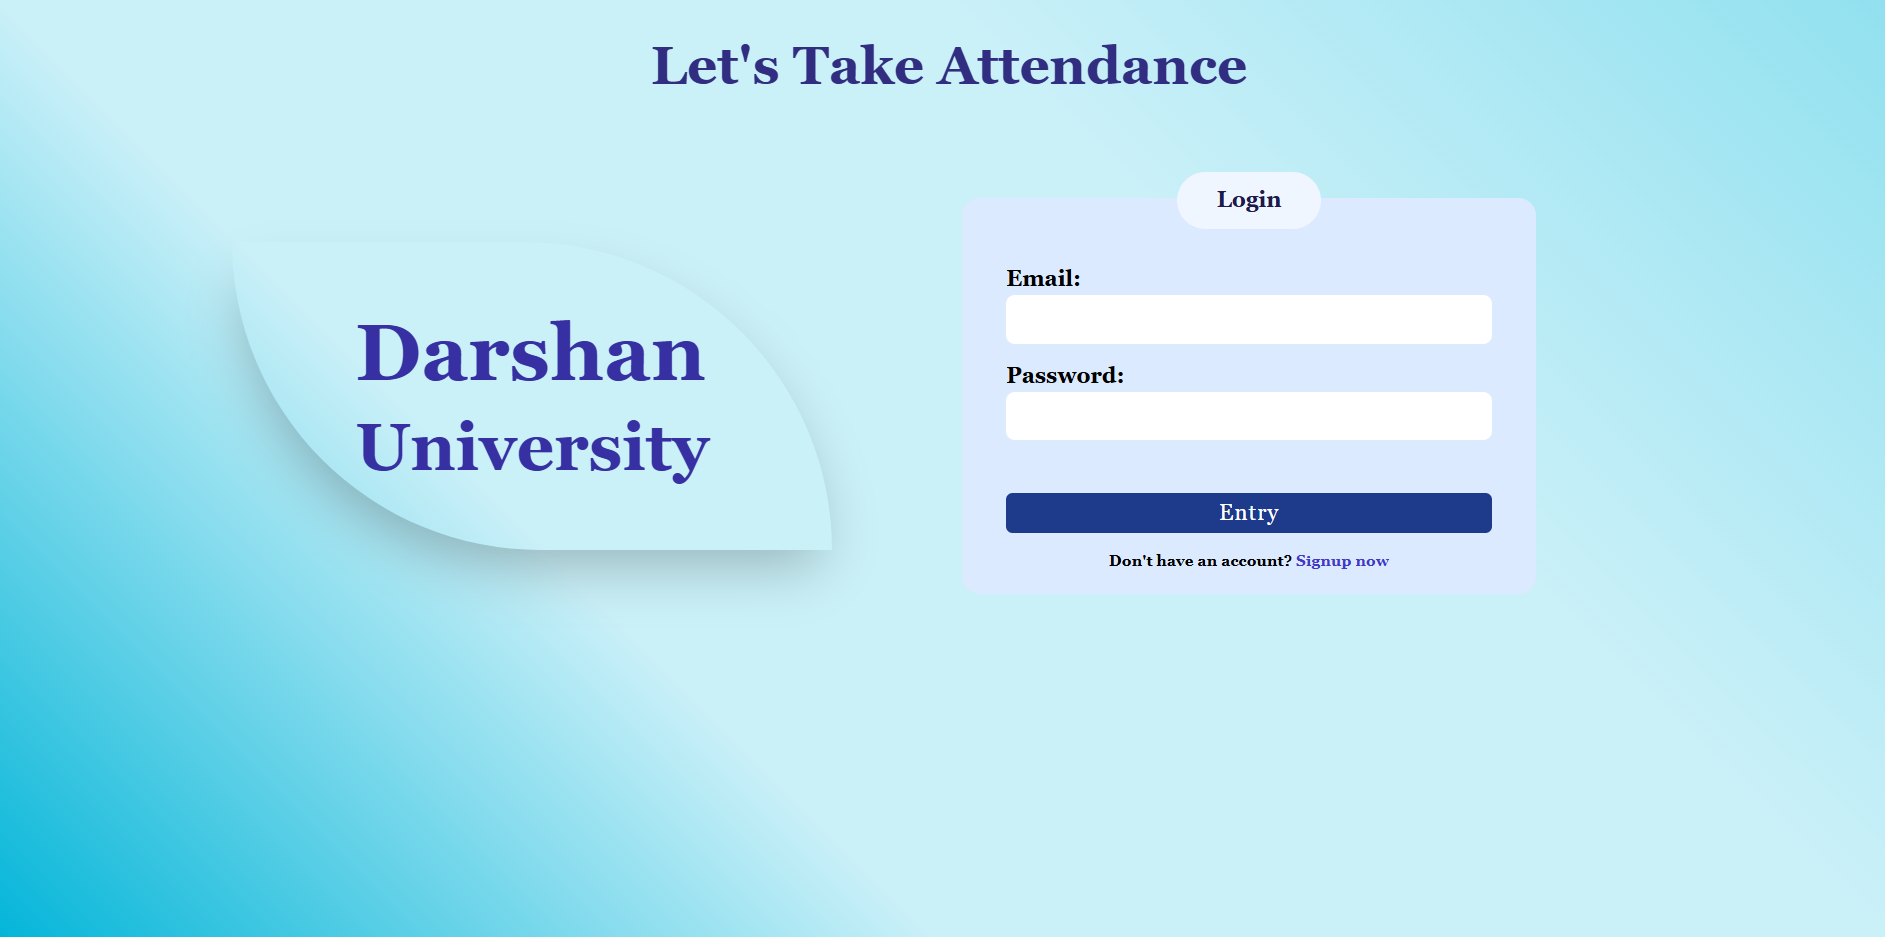 Let's Take Attendance
Darshan
University
Login
Email:
Password:
Entry
Don't have an account? Signup now